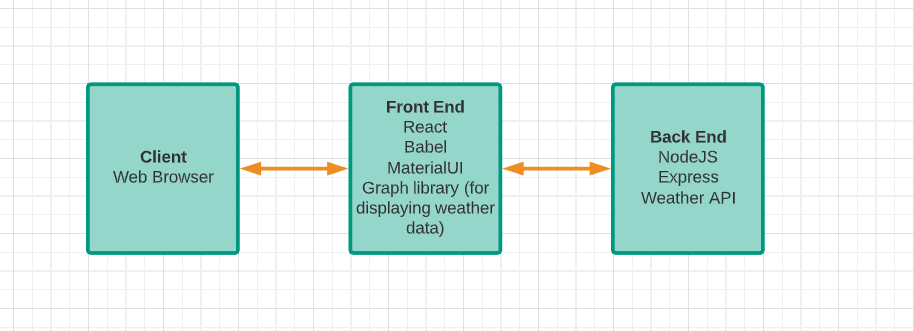 Client
Web Browser
Front End
React
Babel
MaterialUI
Graph library (for
displaying weather
data)
Back End
NodeJS
Express
Weather API